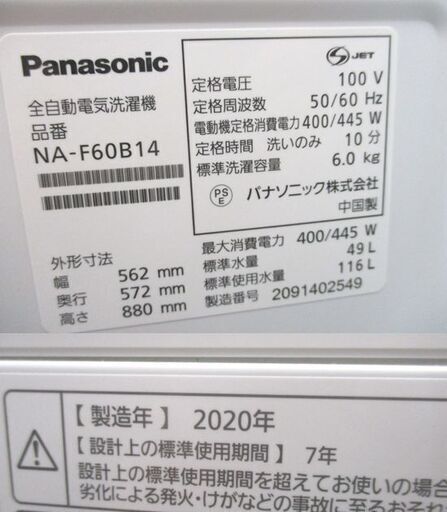 Panasonic
全自動電気洗濯機
品番
NA-F60B14
外形寸法
幅 562 mm
奥行 572 mm
高さ 880 mm
S JET
定格電圧 100 V
定格周波数 50/60 Hz
電動機定格消費電力 400/445 W
定格時間 洗いのみ 10 分
標準洗濯容量 6.0 kg
PS E
パナソニック株式会社
中国製
最大消費電力 400/445 W
標準水量 49 L
標準使用水量 116 L
製造番号 2091402549
【製造年】 2020年
【設計上の標準使用期間】 7年
設計上の標準使用期間を超えてお使いの場合
劣化による発火・けがなどの事故に至るおそれ